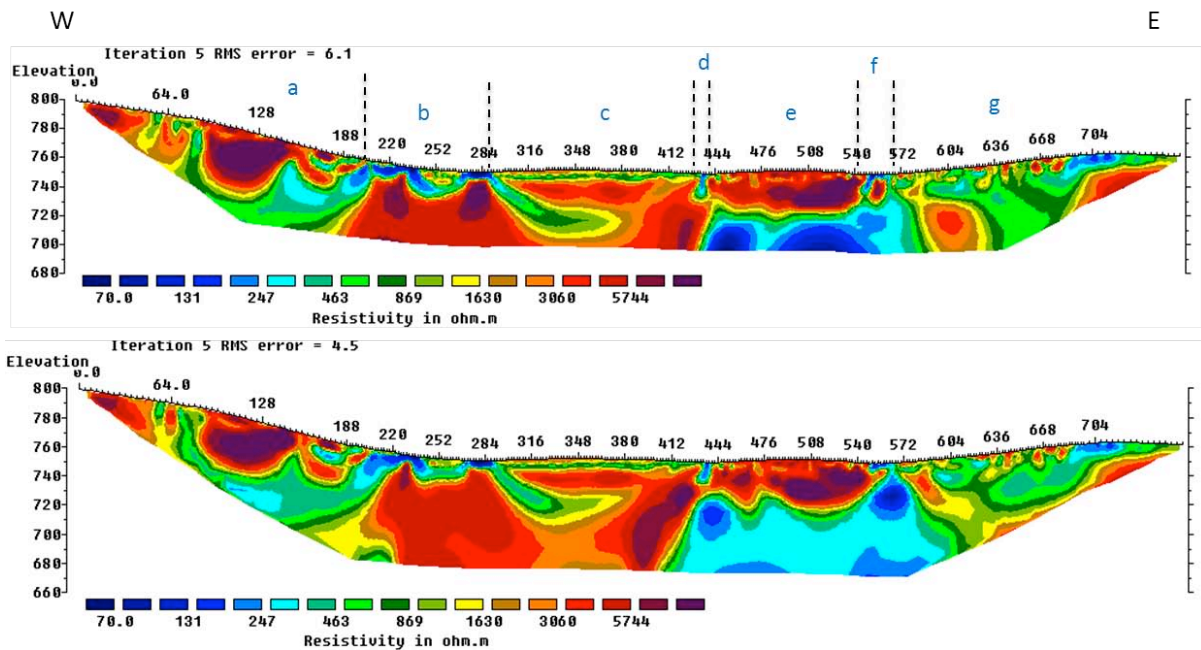 W E
Iteration 5 RMS error = 6.1
Elevation
0.0
a b c d e f g
64.0 128 188 220 252 284 316 348 380 412 444 476 508 540 572 604 636 668 704
800
780
760
740
720
700
680
70.0 131 247 463 869 1630 3060 5744
Resistivity in ohm.m
Iteration 5 RMS error = 4.5
Elevation
0.0
64.0 128 188 220 252 284 316 348 380 412 444 476 508 540 572 604 636 668 704
800
780
760
740
720
700
680
660
70.0 131 247 463 869 1630 3060 5744
Resistivity in ohm.m